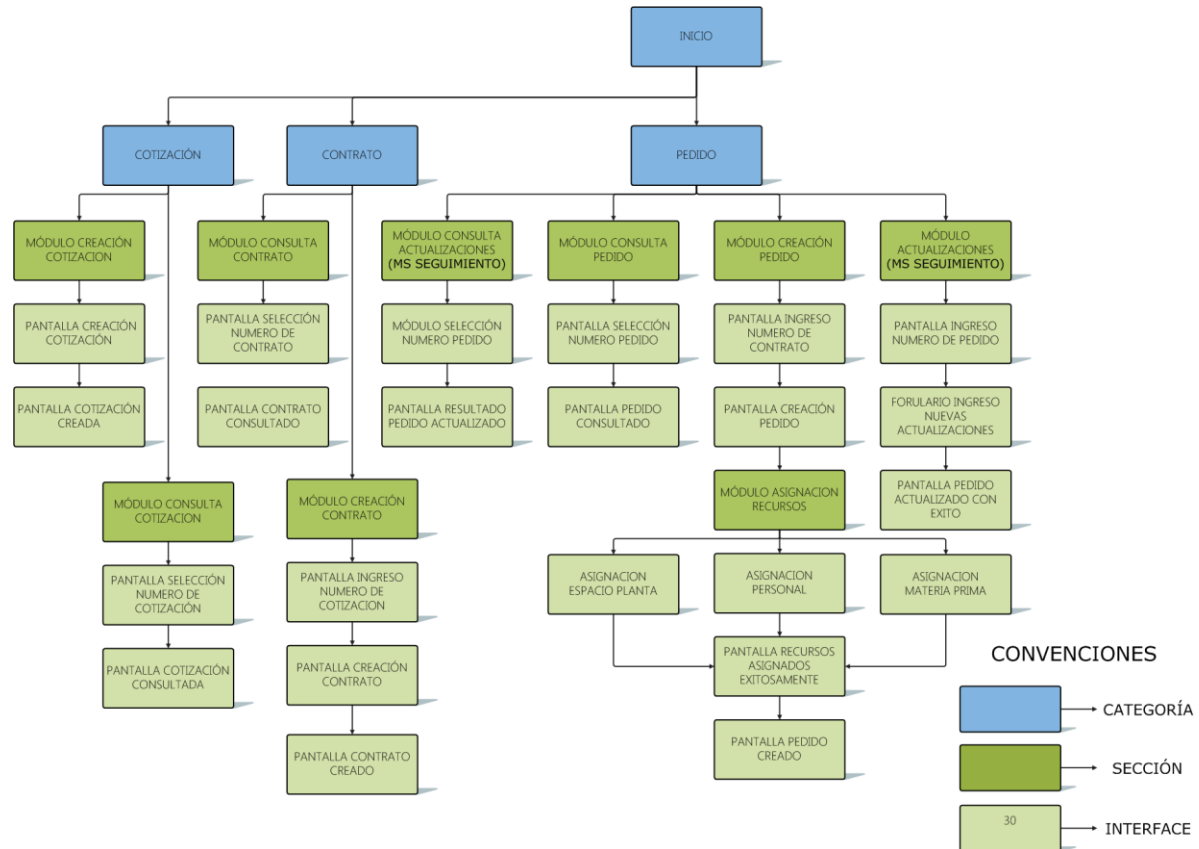 INICIO
COTIZACIÓN
CONTRATO
PEDIDO
MÓDULO CREACIÓN
COTIZACION
MÓDULO CONSULTA
CONTRATO
MÓDULO CONSULTA
ACTUALIZACIONES
(MS SEGUIMIENTO)
MÓDULO CONSULTA
PEDIDO
MÓDULO CREACIÓN
PEDIDO
MÓDULO
ACTUALIZACIONES
(MS SEGUIMIENTO)
PANTALLA CREACIÓN
COTIZACIÓN
PANTALLA SELECCIÓN
NUMERO DE
CONTRATO
MÓDULO SELECCIÓN
NUMERO PEDIDO
PANTALLA SELECCIÓN
NUMERO PEDIDO
PANTALLA INGRESO
NUMERO DE
CONTRATO
PANTALLA INGRESO
NUMERO DE PEDIDO
PANTALLA COTIZACIÓN
CREADA
PANTALLA CONTRATO
CONSULTADO
PANTALLA RESULTADO
PEDIDO ACTUALIZADO
PANTALLA PEDIDO
CONSULTADO
PANTALLA CREACIÓN
PEDIDO
FORULARIO INGRESO
NUEVAS
ACTUALIZACIONES
MÓDULO CONSULTA
COTIZACION
MÓDULO CREACIÓN
CONTRATO
MÓDULO ASIGNACION
RECURSOS
PANTALLA PEDIDO
ACTUALIZADO CON
EXITO
PANTALLA SELECCIÓN
NUMERO DE
COTIZACIÓN
PANTALLA INGRESO
NUMERO DE
COTIZACION
ASIGNACION
ESPACIO PLANTA
ASIGNACION
PERSONAL
ASIGNACION
MATERIA PRIMA
PANTALLA COTIZACIÓN
CONSULTADA
PANTALLA CREACIÓN
CONTRATO
PANTALLA RECURSOS
ASIGNADOS
EXITOSAMENTE
PANTALLA CONTRATO
CREADO
PANTALLA PEDIDO
CREADO
CONVENCIONES
CATEGORÍA
SECCIÓN
30
INTERFACE